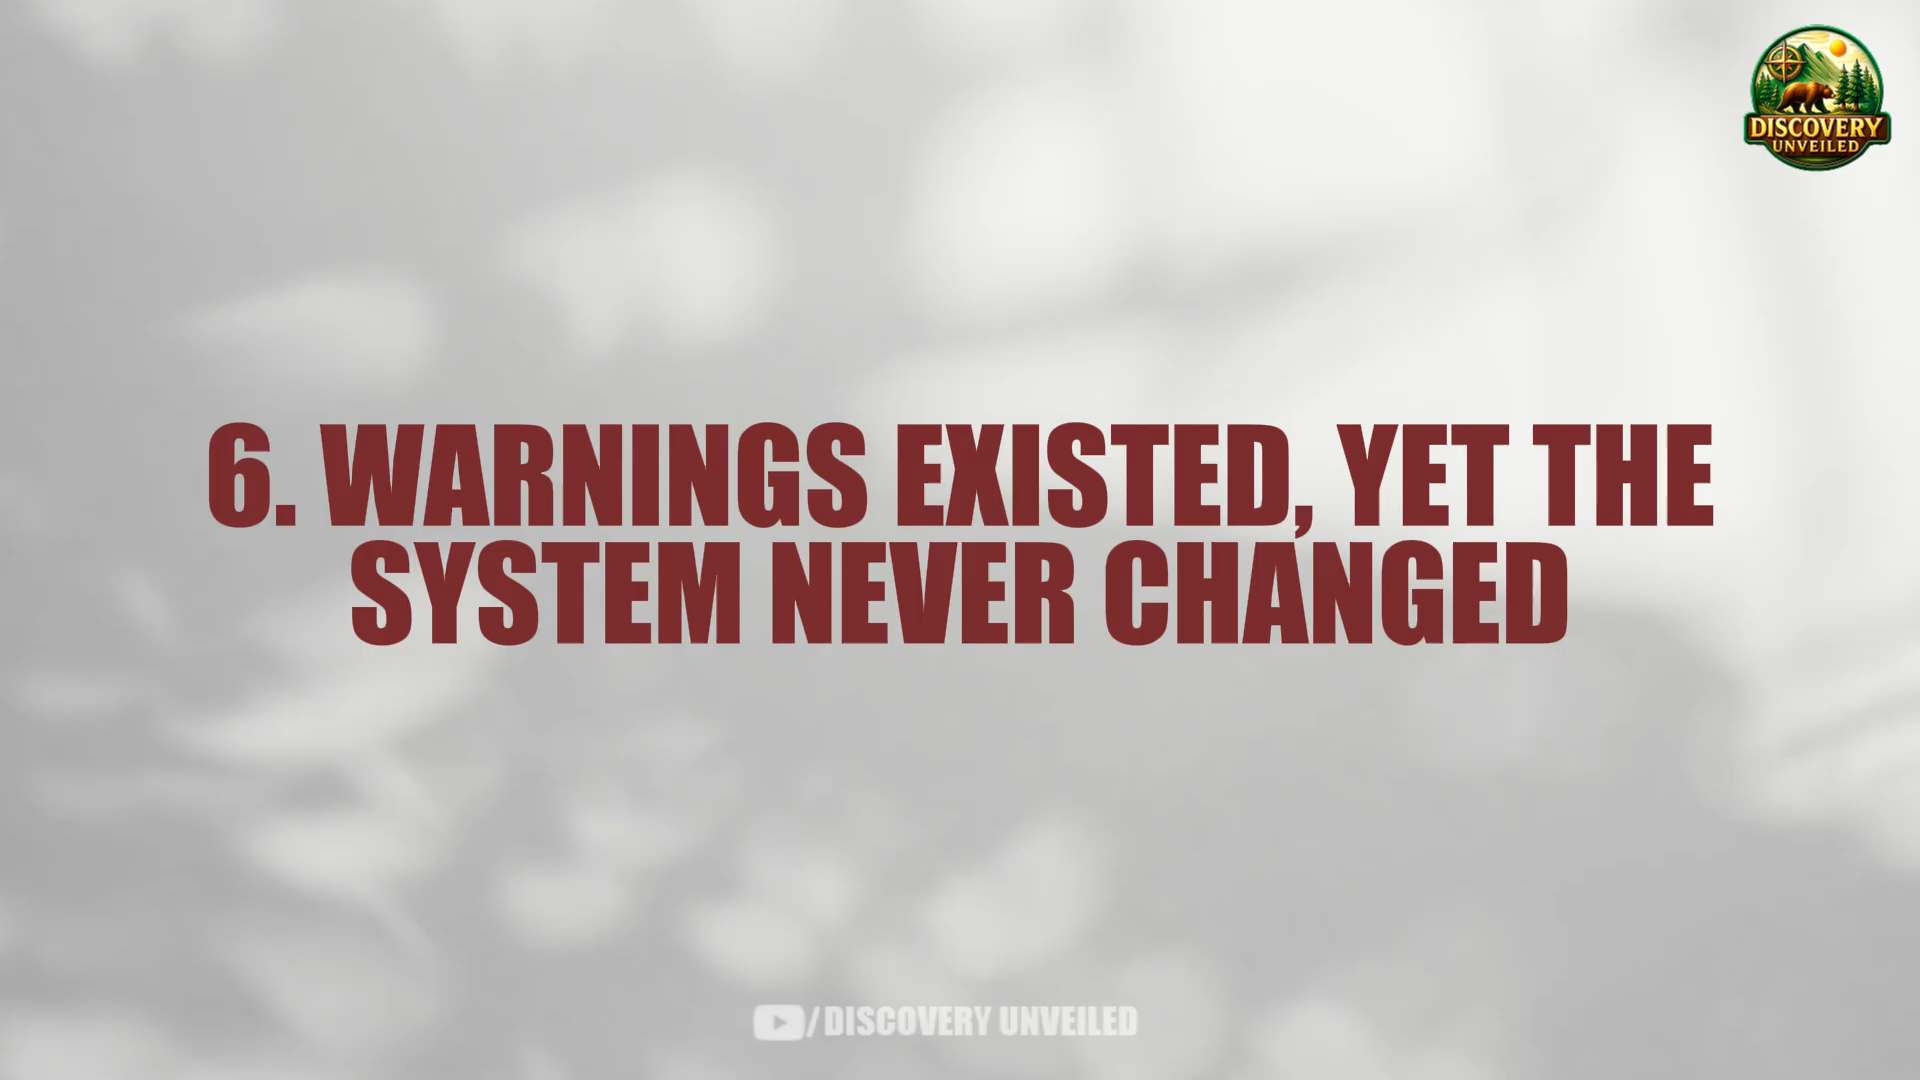 DISCOVERY
UNVEILED
6. WARNINGS EXISTED, YET THE
SYSTEM NEVER CHANGED
/DISCOVERY UNVEILED